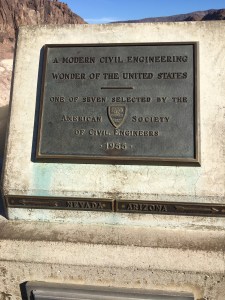 A MODERN CIVIL ENGINEERING
WONDER OF THE UNITED STATES
ONE OF SEVEN SELECTED BY THE
AMERICAN SOCIETY
OF CIVIL ENGINEERS
1955
NEVADA ARIZONA